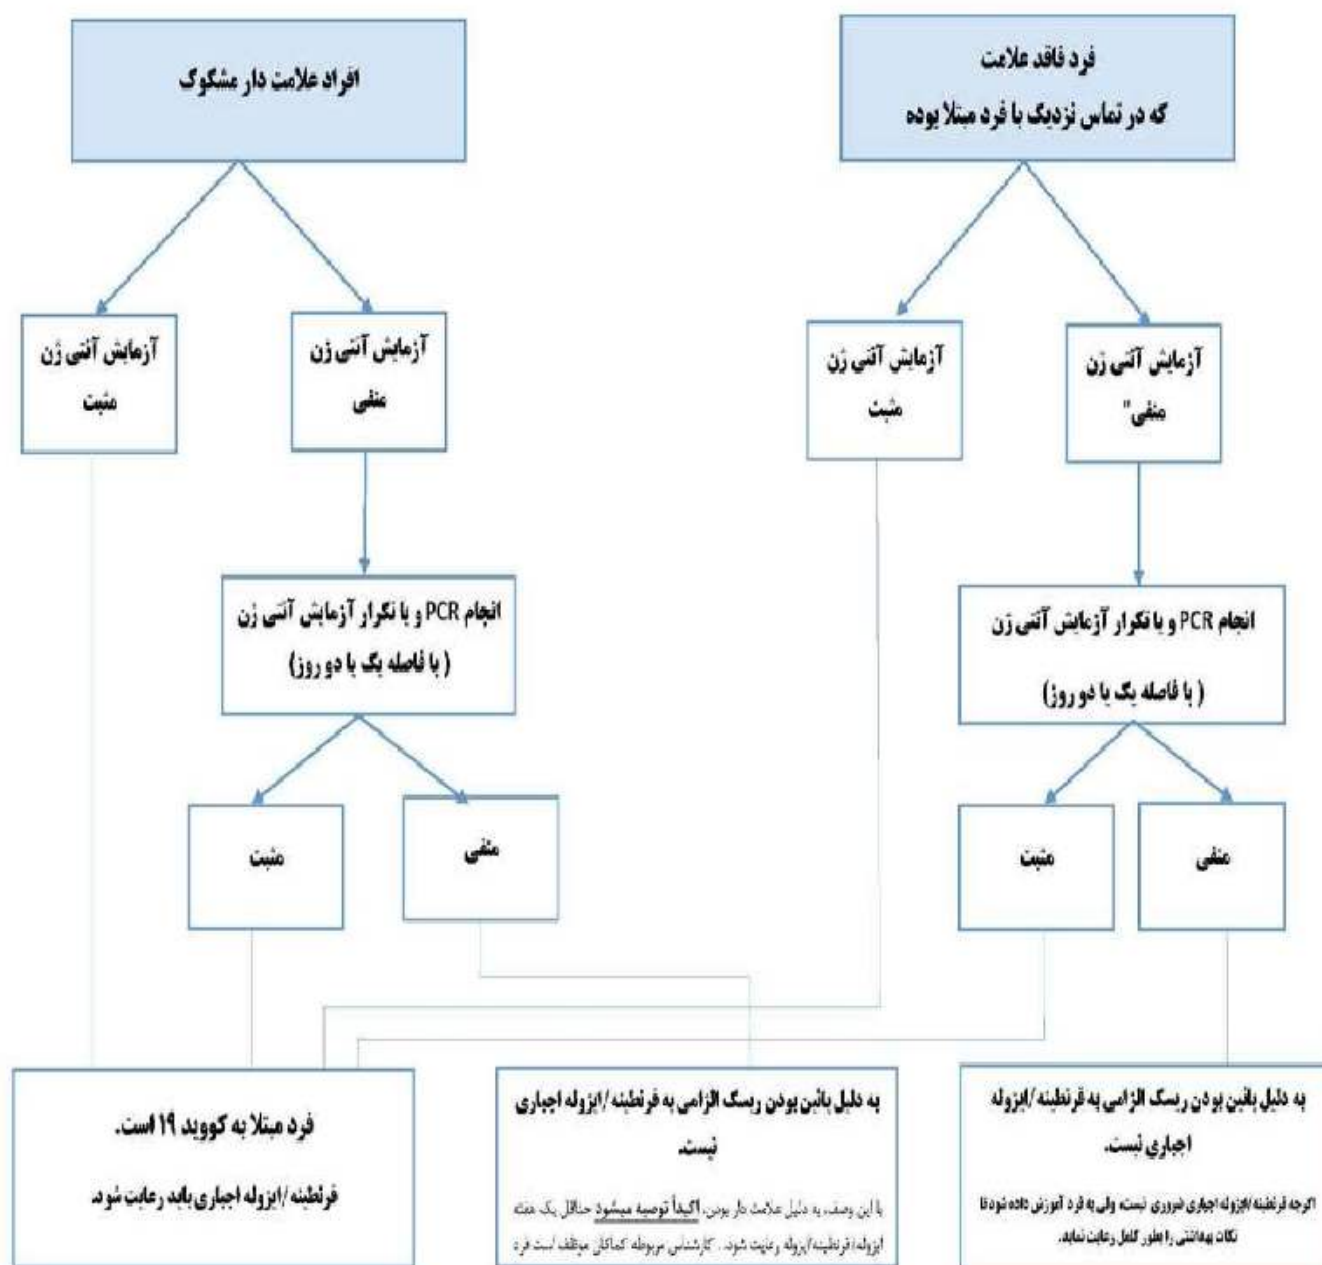 فرد فاقد علامت
که در تماس نزدیک با فرد مبتلا بوده
افراد علامت دار مشکوک
آزمایش آنتی ژن
منفی"
آزمایش آنتی ژن
مثبت
آزمایش آنتی ژن
منفی
آزمایش آنتی ژن
مثبت
انجام PCR و یا تکرار آزمایش آنتی ژن
( با فاصله یک یا دو روز)
انجام PCR و یا تکرار آزمایش آنتی ژن
( با فاصله یک یا دو روز)
منفی
مثبت
منفی
مثبت
به دلیل پائین بودن ریسک الزامی به قرنطینه /ایزوله
اجباری نیست.
اگرچه قرنطینه/ایزوله اجباری ضروری نیست، ولی به فرد آموزش داده شود تا
نکات بهداشتی را بطور کامل رعایت نماید.
به دلیل پائین بودن ریسک الزامی به قرنطینه /ایزوله اجباری
نیست.
با این وصف، به دلیل علامت دار بودن، اکیداً توصیه میشود حداقل یک هفته
ایزوله/قرنطینه/ایزوله رعایت شود. . کارشناس مربوطه کماکان موظف است فرد
فرد مبتلا به کووید ۱۹ است.
قرنطینه /ایزوله اجباری باید رعایت شود.